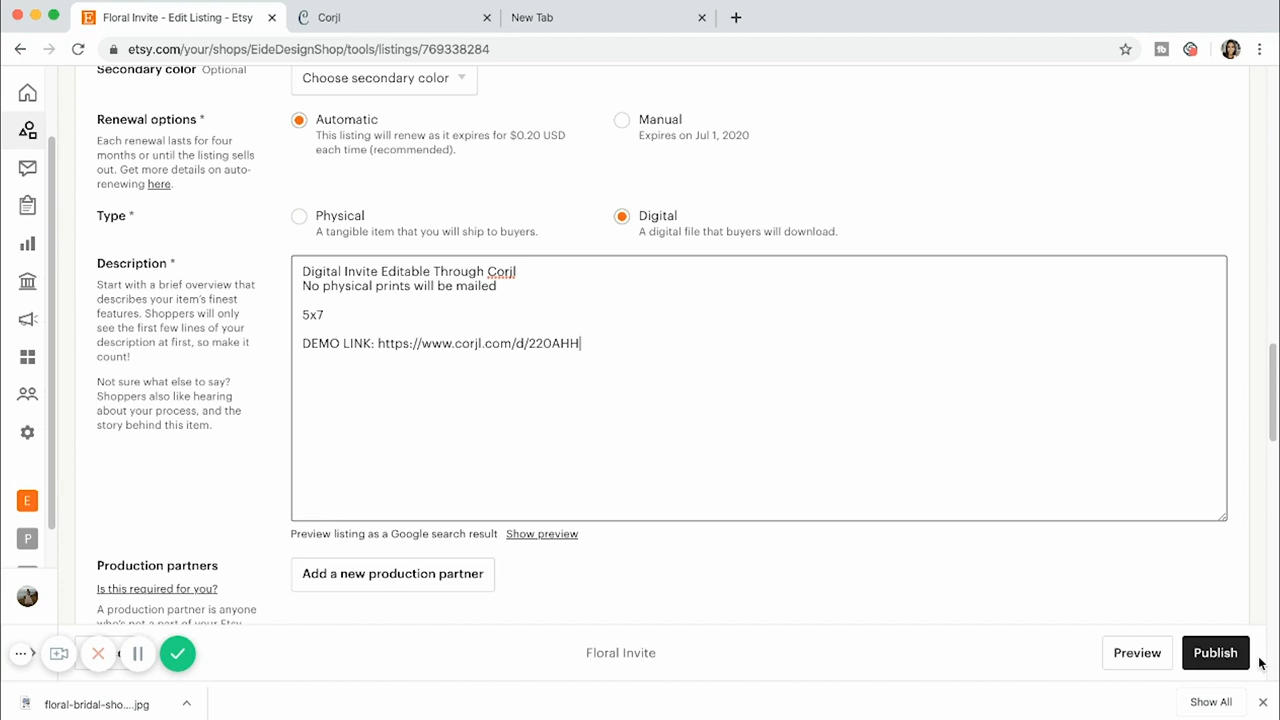 Floral Invite - Edit Listing - Etsy
Corjl
New Tab
etsy.com/your/shops/EideDesignShop/tools/listings/769338284
Secondary color Optional
Choose secondary color
Renewal options *
Each renewal lasts for four
months or until the listing sells
out. Get more details on auto-
renewing here.
Automatic
This listing will renew as it expires for $0.20 USD
each time (recommended).
Manual
Expires on Jul 1, 2020
Type *
Physical
A tangible item that you will ship to buyers.
Digital
A digital file that buyers will download.
Description *
Start with a brief overview that
describes your item's finest
features. Shoppers will only
see the first few lines of your
description at first, so make it
count!
Not sure what else to say?
Shoppers also like hearing
about your process, and the
story behind this item.
Digital Invite Editable Through Corjl
No physical prints will be mailed
5x7
DEMO LINK: https://www.corjl.com/d/220AHH
Preview listing as a Google search result Show preview
Production partners
Is this required for you?
A production partner is anyone
who's not a part of your Etsy
Add a new production partner
E
P
Floral Invite
Preview
Publish
floral-bridal-sho....jpg
Show All